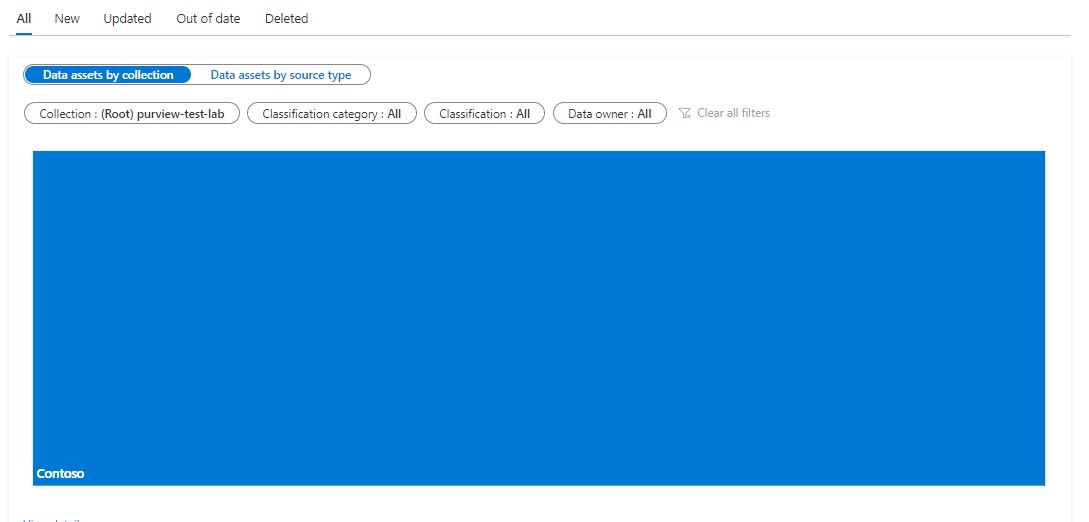 All New Updated Out of date Deleted
Data assets by collection Data assets by source type
Collection : (Root) purview-test-lab Classification category : All Classification : All Data owner : All Clear all filters
Contoso